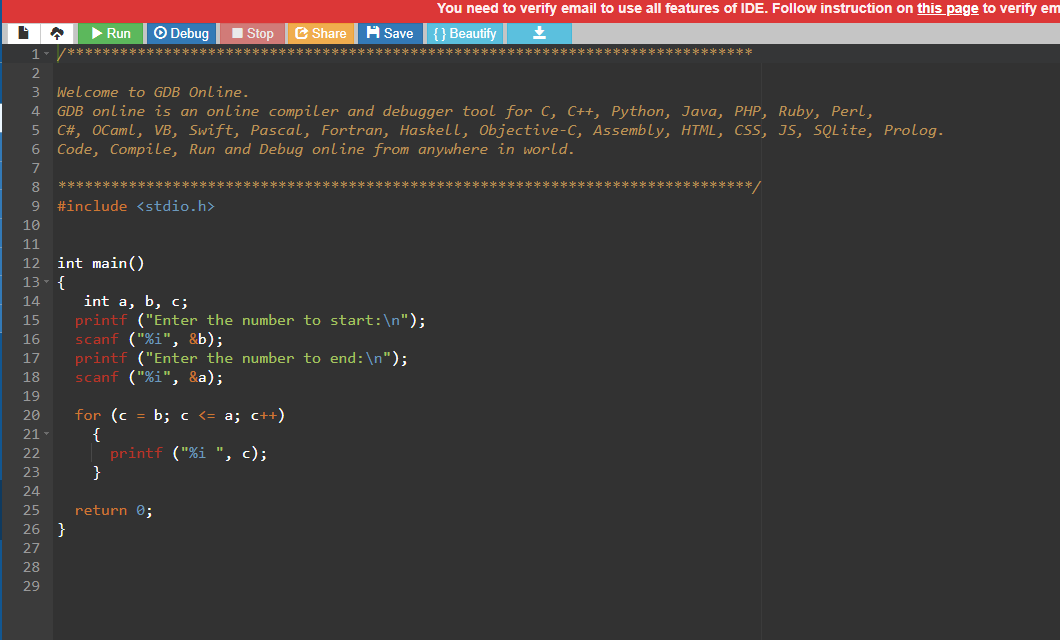 You need to verify email to use all features of IDE. Follow instruction on this page to verify em
Run Debug Stop Share Save { } Beautify
1 /******************************************************************************
2
3 Welcome to GDB Online.
4 GDB online is an online compiler and debugger tool for C, C++, Python, Java, PHP, Ruby, Perl,
5 C#, OCaml, VB, Swift, Pascal, Fortran, Haskell, Objective-C, Assembly, HTML, CSS, JS, SQLite, Prolog.
6 Code, Compile, Run and Debug online from anywhere in world.
7
8 *******************************************************************************/
9 #include <stdio.h>
10
11
12 int main()
13 {
14    int a, b, c;
15   printf ("Enter the number to start:\n");
16   scanf ("%i", &b);
17   printf ("Enter the number to end:\n");
18   scanf ("%i", &a);
19
20   for (c = b; c <= a; c++)
21     {
22       printf ("%i ", c);
23     }
24
25   return 0;
26 }
27
28
29